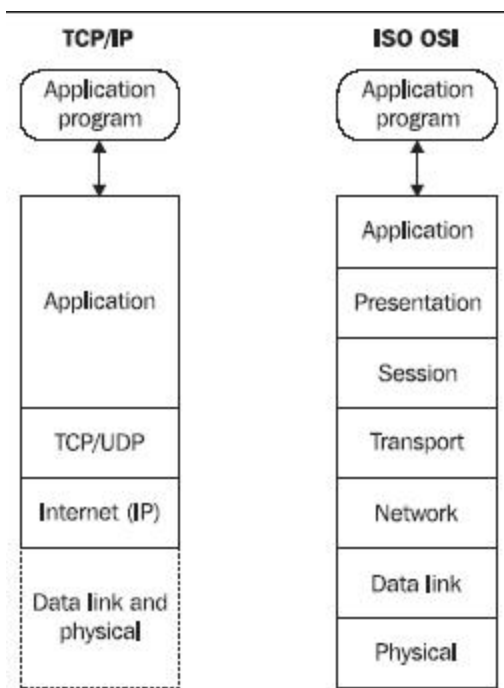 TCP/IP
Application
program
Application
TCP/UDP
Internet (IP)
Data link and
physical
ISO OSI
Application
program
Application
Presentation
Session
Transport
Network
Data link
Physical